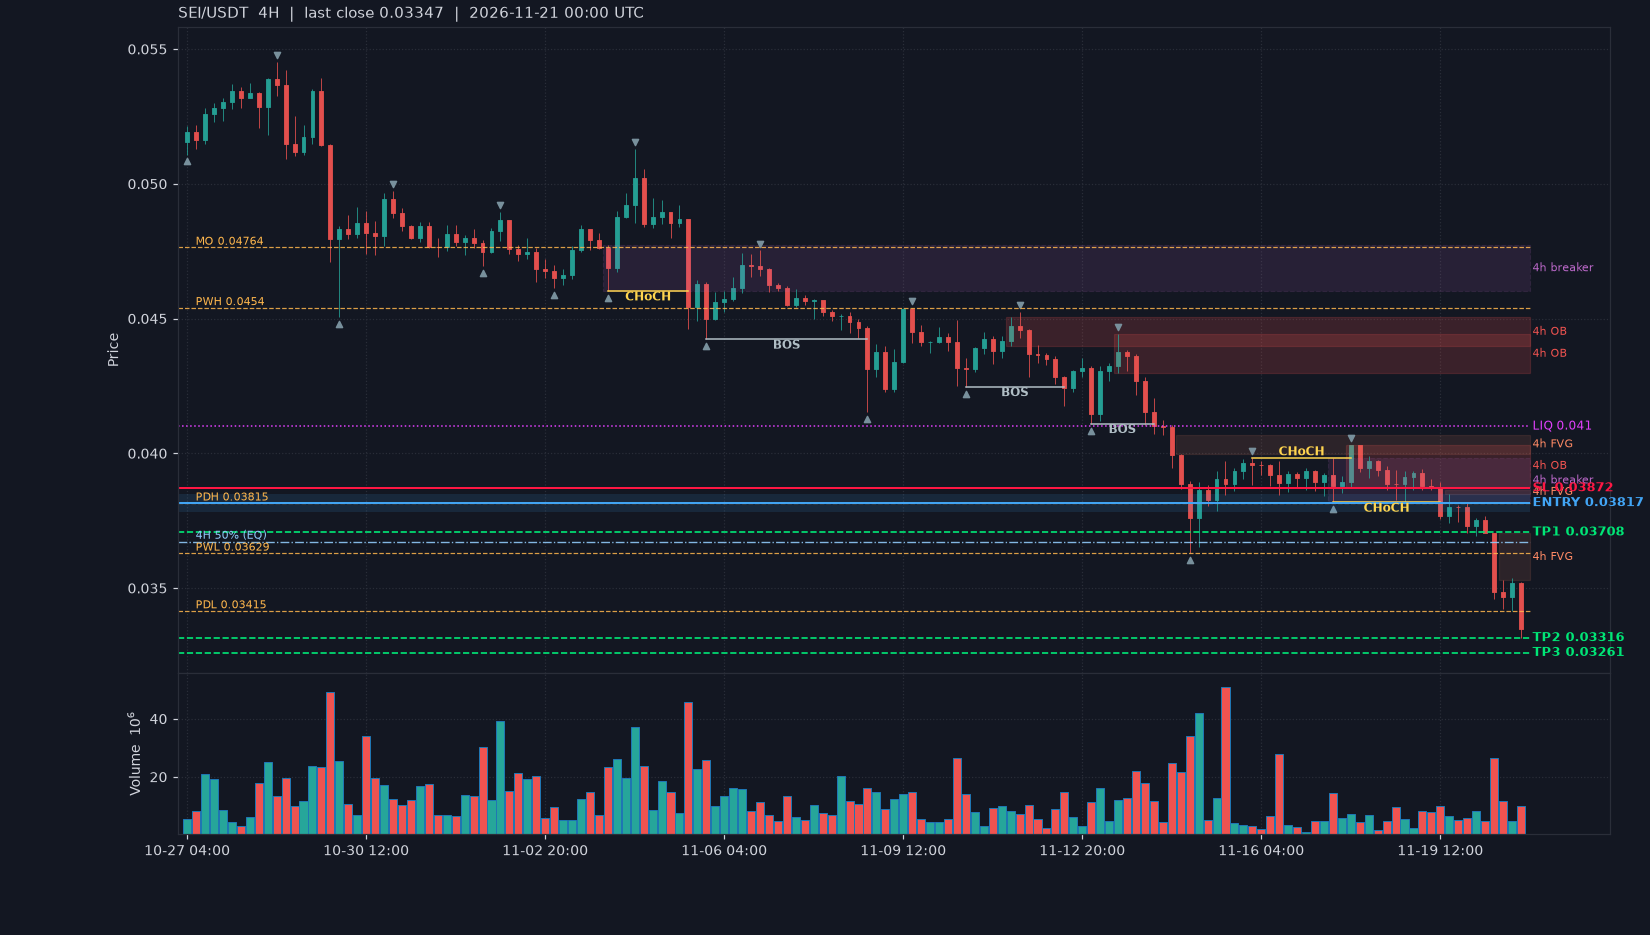 SEI/USDT 4H | last close 0.03347 | 2026-11-21 00:00 UTC
0.055
0.050
0.045
0.040
0.035
Price
MO 0.04764
PWH 0.0454
PDH 0.03815
4H 50% (EQ)
PWL 0.03629
PDL 0.03415
CHoCH
BOS
BOS
BOS
CHoCH
CHoCH
4h breaker
4h OB
4h OB
LIQ 0.041
4h FVG
4h OB
4h breaker
SL 0.03872
4h FVG
ENTRY 0.03817
TP1 0.03708
4h FVG
TP2 0.03316
TP3 0.03261
Volume 10⁶
40
20
10-27 04:00
10-30 12:00
11-02 20:00
11-06 04:00
11-09 12:00
11-12 20:00
11-16 04:00
11-19 12:00